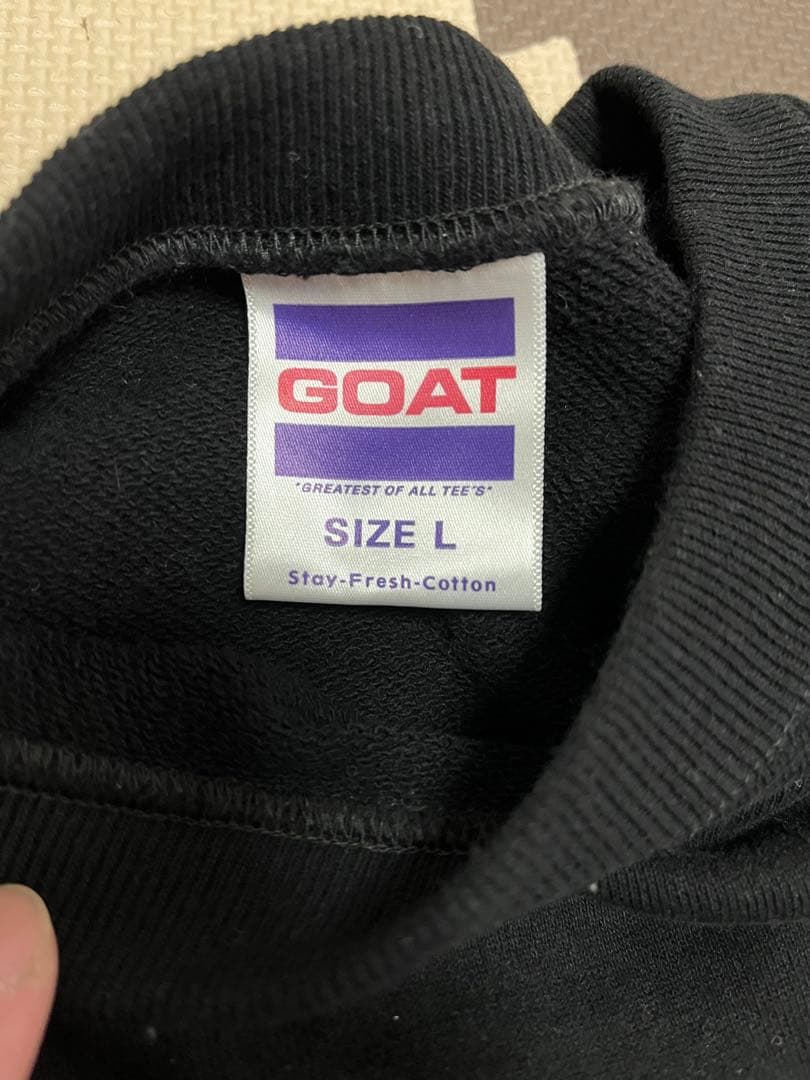 GOAT
"GREATEST OF ALL TEE'S"
SIZE L
Stay-Fresh-Cotton